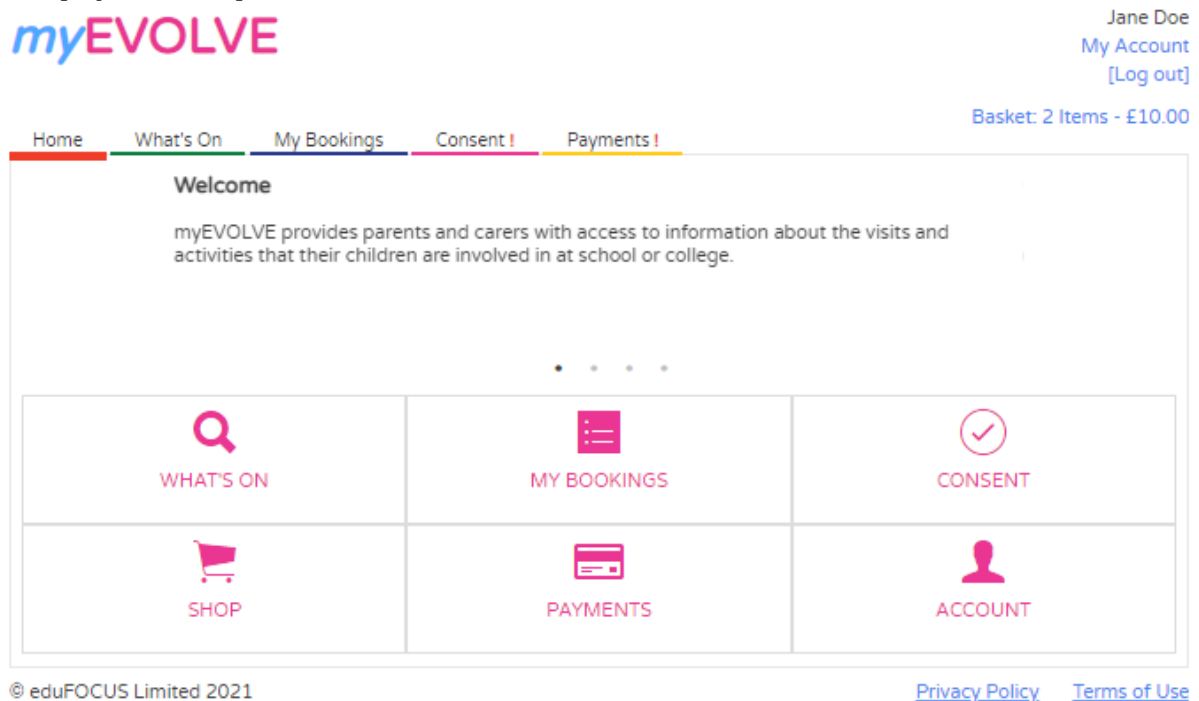 myEVOLVE
Jane Doe
My Account
[Log out]
Basket: 2 Items - £10.00
Home What's On My Bookings Consent ! Payments !
Welcome
myEVOLVE provides parents and carers with access to information about the visits and
activities that their children are involved in at school or college.
WHAT'S ON MY BOOKINGS CONSENT
SHOP PAYMENTS ACCOUNT
© eduFOCUS Limited 2021 Privacy Policy Terms of Use